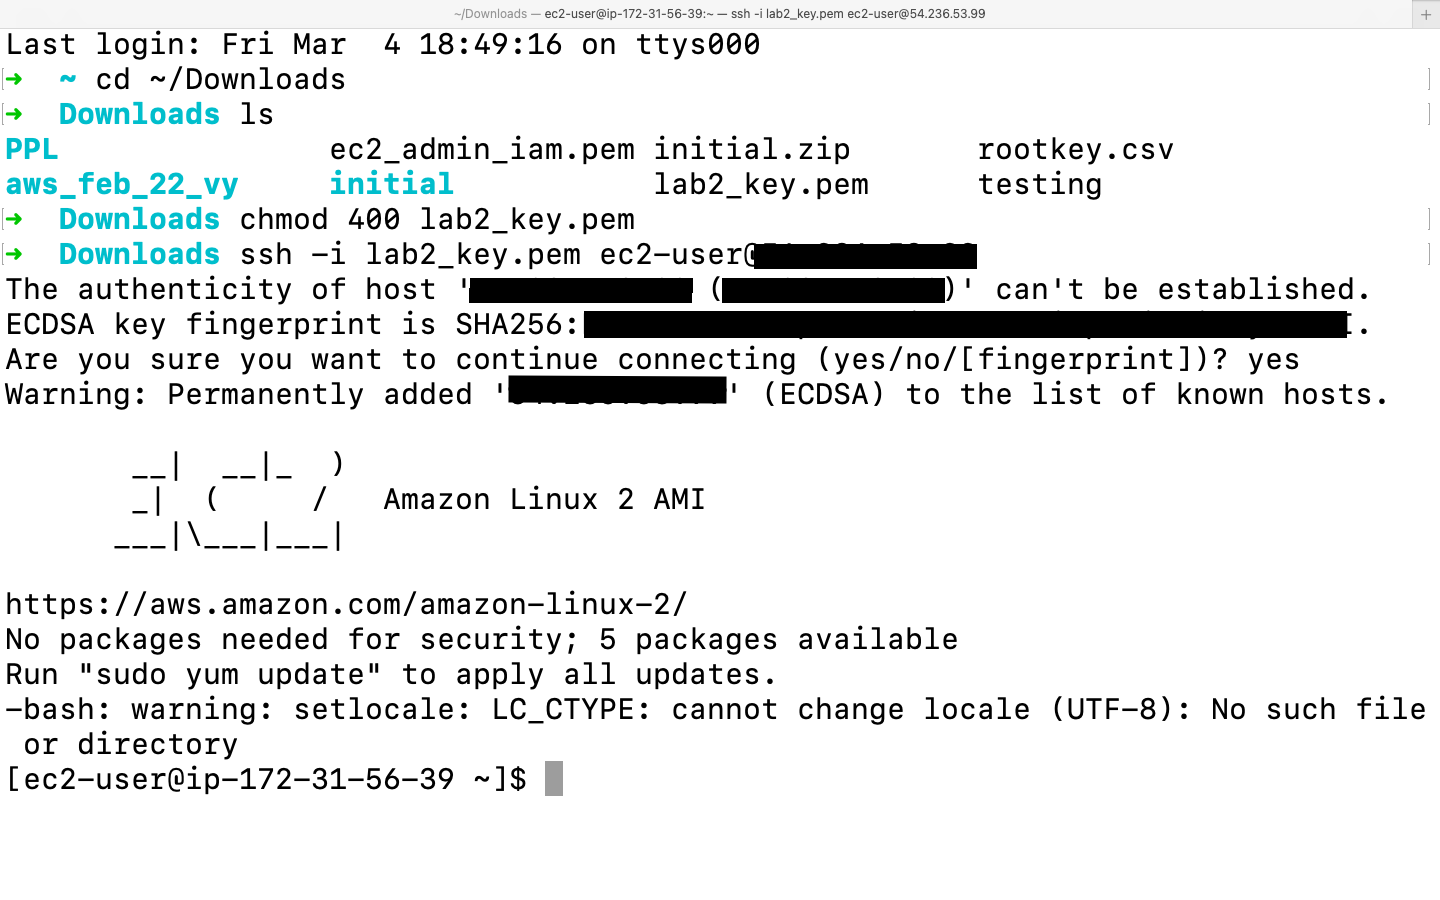 ~/Downloads — ec2-user@ip-172-31-56-39:~ — ssh -i lab2_key.pem ec2-user@54.236.53.99
Last login: Fri Mar  4 18:49:16 on ttys000
➜  ~ cd ~/Downloads
➜  Downloads ls
PPL               ec2_admin_iam.pem initial.zip       rootkey.csv
aws_feb_22_vy     initial           lab2_key.pem      testing
➜  Downloads chmod 400 lab2_key.pem
➜  Downloads ssh -i lab2_key.pem ec2-user@
The authenticity of host ' ( )' can't be established.
ECDSA key fingerprint is SHA256: .
Are you sure you want to continue connecting (yes/no/[fingerprint])? yes
Warning: Permanently added ' ' (ECDSA) to the list of known hosts.
       __|  __|_  )
       _|  (     /   Amazon Linux 2 AMI
      ___|\___|___|
https://aws.amazon.com/amazon-linux-2/
No packages needed for security; 5 packages available
Run "sudo yum update" to apply all updates.
-bash: warning: setlocale: LC_CTYPE: cannot change locale (UTF-8): No such file
 or directory
[ec2-user@ip-172-31-56-39 ~]$